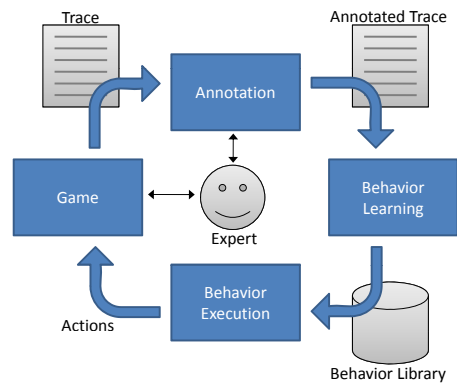 Trace
Annotated Trace
Annotation
Game
Behavior
Learning
Expert
Behavior
Execution
Actions
Behavior Library